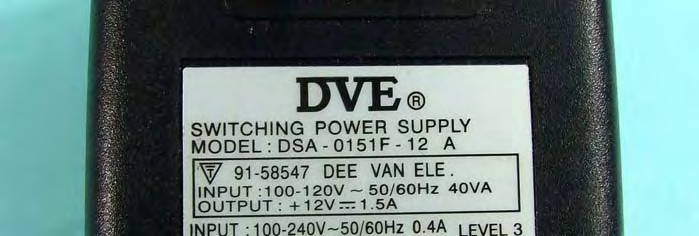 DVE ®
SWITCHING POWER SUPPLY
MODEL : DSA - 0151F - 12 A
91-58547 DEE VAN ELE .
INPUT :100-120V ~ 50/60Hz 40VA
OUTPUT : +12V ⎓ 1.5A
INPUT :100-240V~50/60Hz 0.4A LEVEL 3